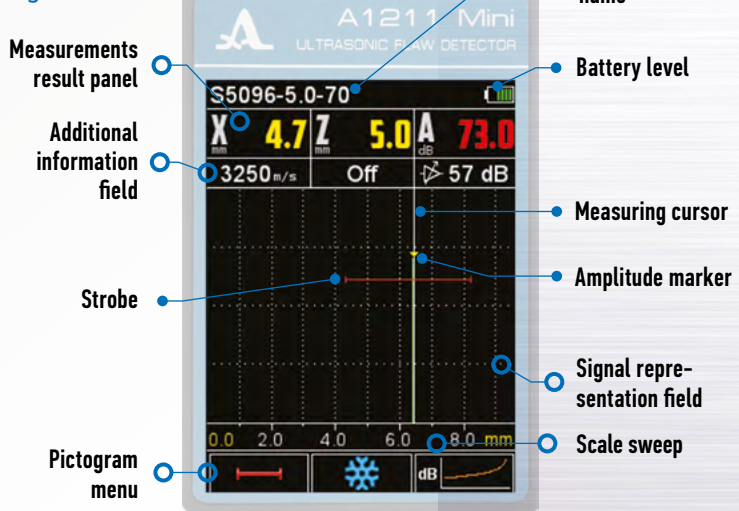 name
A1211 Mini
ULTRASONIC FLAW DETECTOR
Measurements
result panel
Battery level
S5096-5.0-70
X mm 4.7 Z mm 5.0 A dB 73.0
Additional
information
field
3250 m/s Off 57 dB
Measuring cursor
Amplitude marker
Strobe
Signal repre-
sentation field
0.0 2.0 4.0 6.0 8.0 mm
Scale sweep
Pictogram
menu
dB